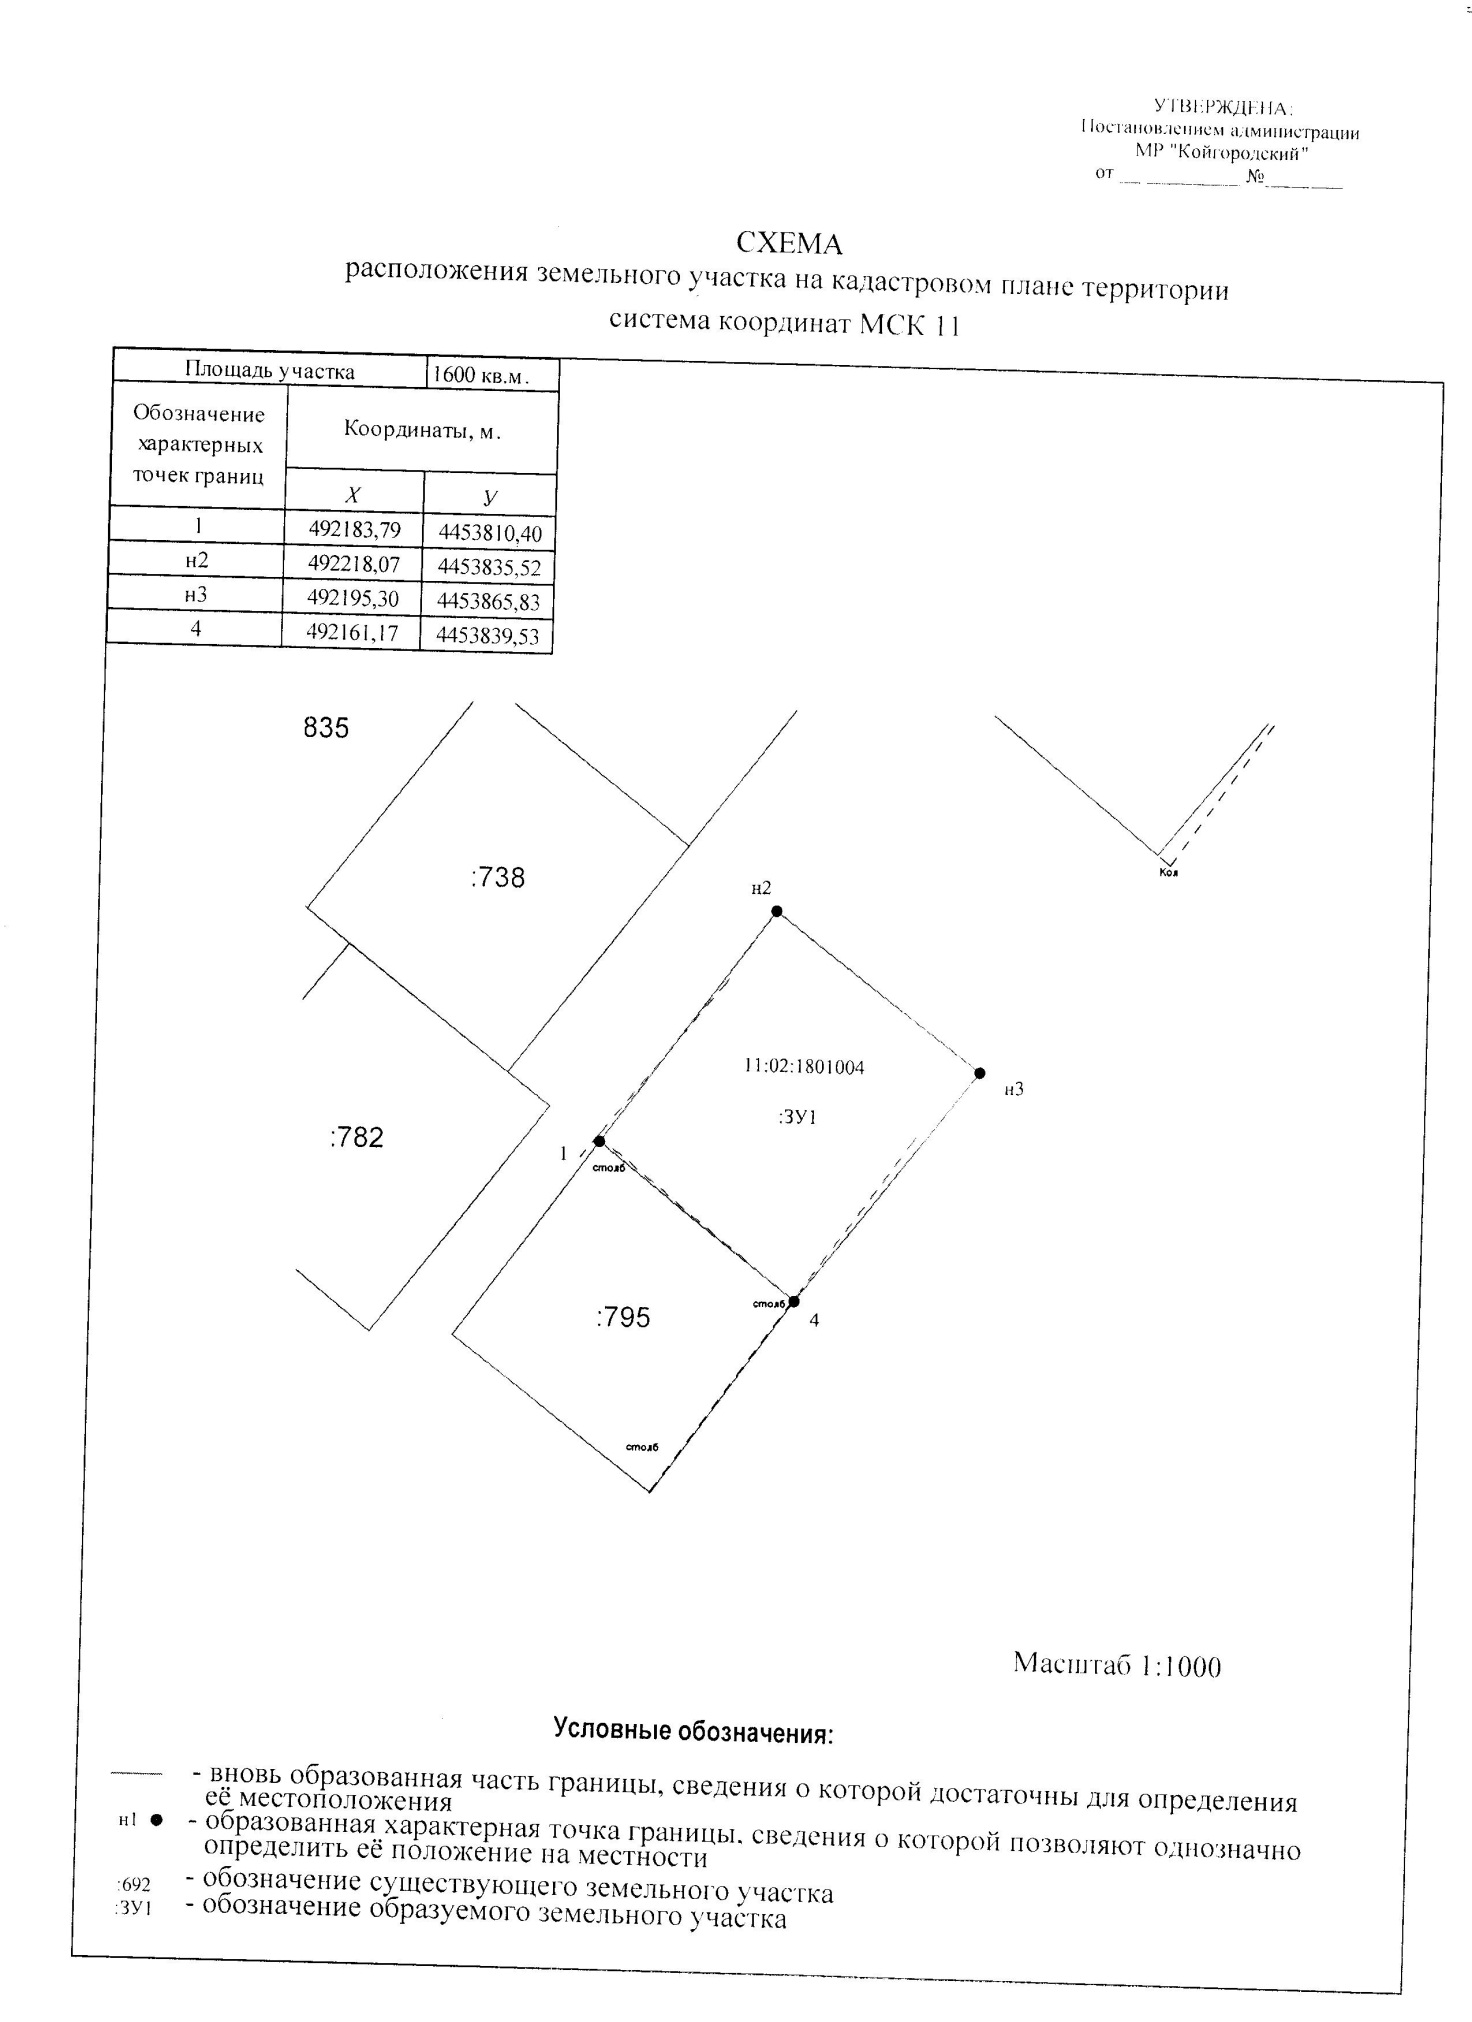 УТВЕРЖДЕНА:
Постановлением администрации
МР "Койгородский"
от ___ __________ №________
СХЕМА
расположения земельного участка на кадастровом плане территории
система координат МСК 11
Площадь участка 1600 кв.м.
Обозначение
характерных
точек границ
Координаты, м.
X У
1 492183,79 4453810,40
н2 492218,07 4453835,52
н3 492195,30 4453865,83
4 492161,17 4453839,53
835
:738
Кол
н2
11:02:1801004
н3
:ЗУ1
:782
1
столб
:795
столб
4
столб
Масштаб 1:1000
Условные обозначения:
- вновь образованная часть границы, сведения о которой достаточны для определения
её местоположения
н1 - образованная характерная точка границы, сведения о которой позволяют однозначно
определить её положение на местности
:692 - обозначение существующего земельного участка
:ЗУ1 - обозначение образуемого земельного участка